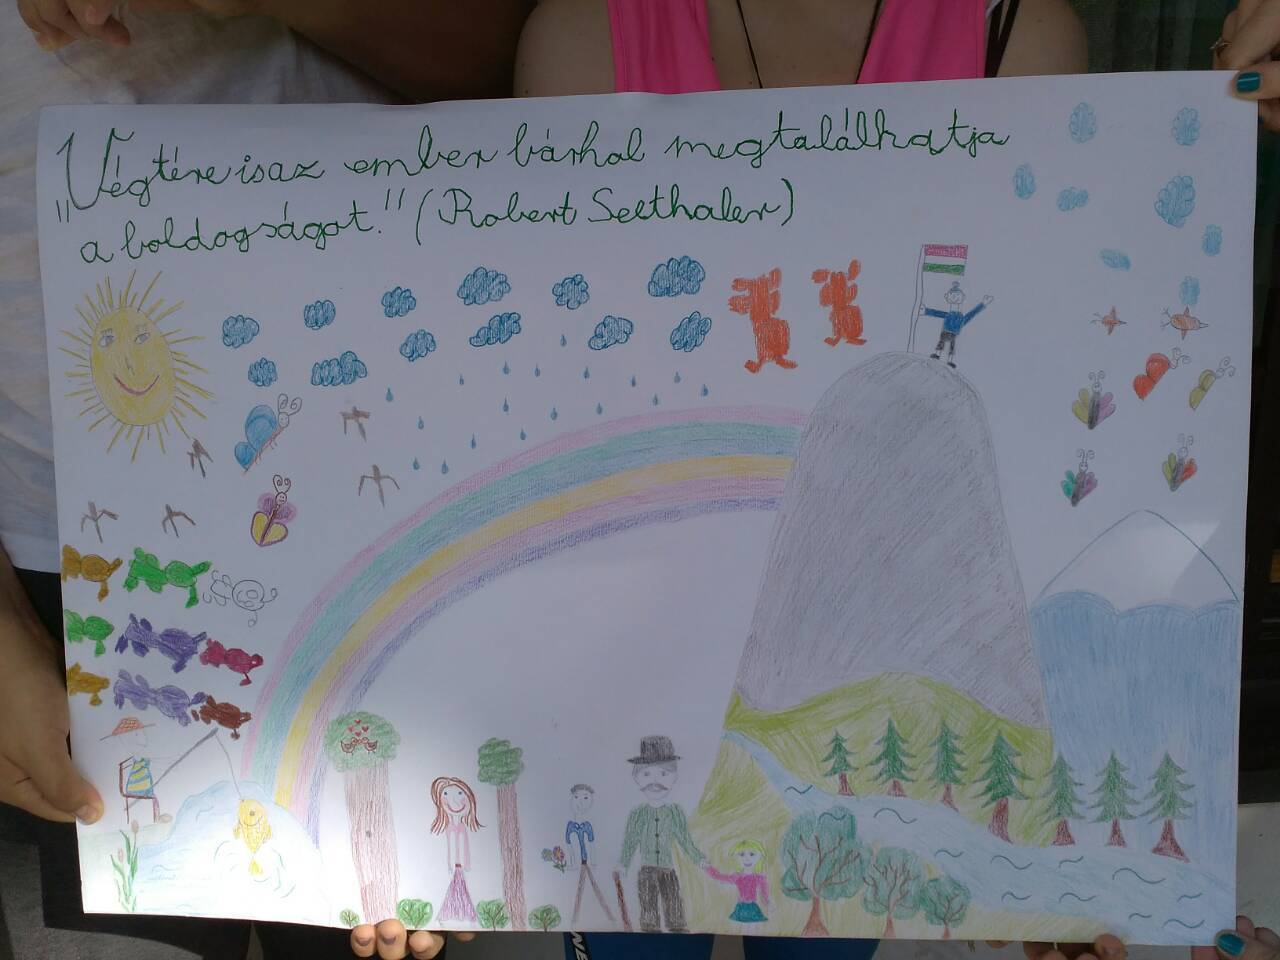 "Végtére is az ember bárhol megtalálhatja
a boldogságot." (Robert Seethaler)